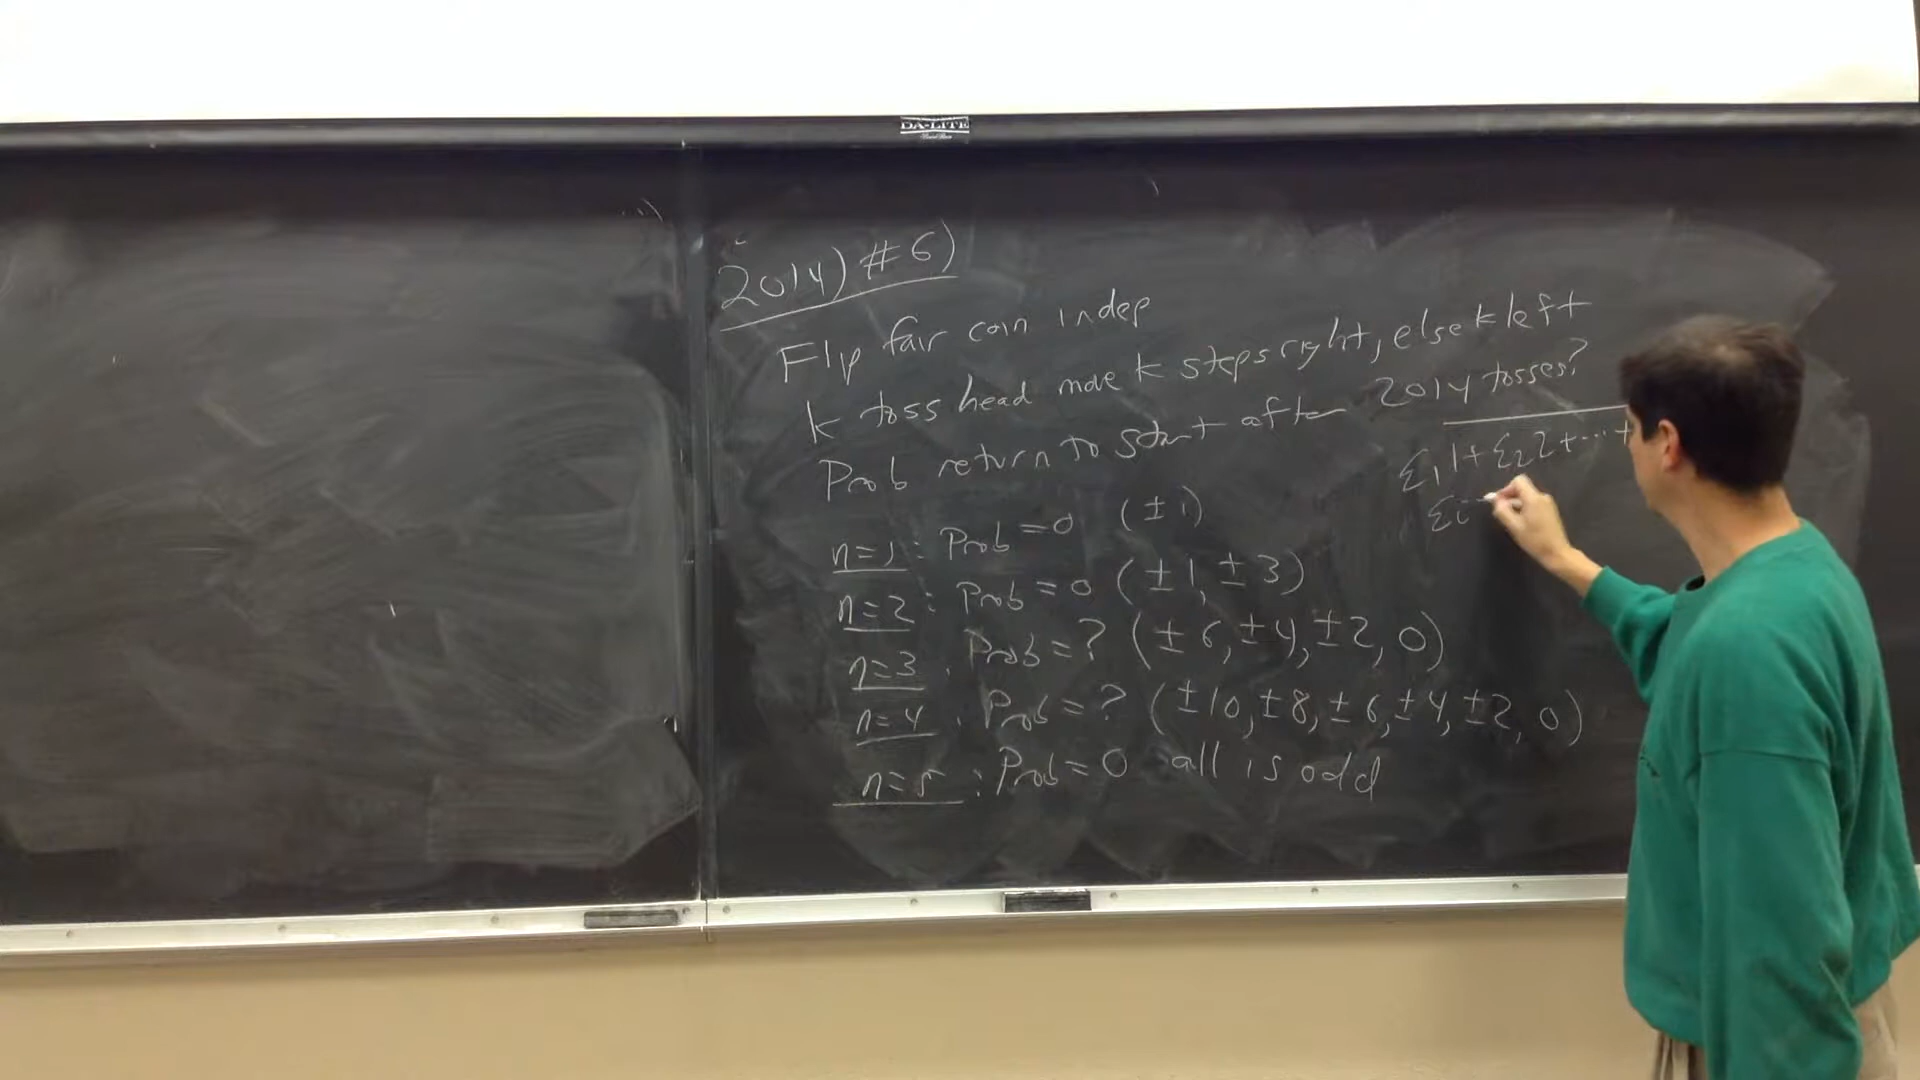 DA-LITE
2014) #6)
Flip fair coin indep
k toss head move k steps right, else k left
Prob return to start after 2014 tosses?
ε₁1+ε₂2+⋯+
εᵢ
n=1: Prob=0 (±1)
n=2: Prob=0 (±1, ±3)
n=3. Prob=? (±6, ±4, ±2, 0)
n=4. Prob=? (±10, ±8, ±6, ±4, ±2, 0)
n=5: Prob=0 all is odd